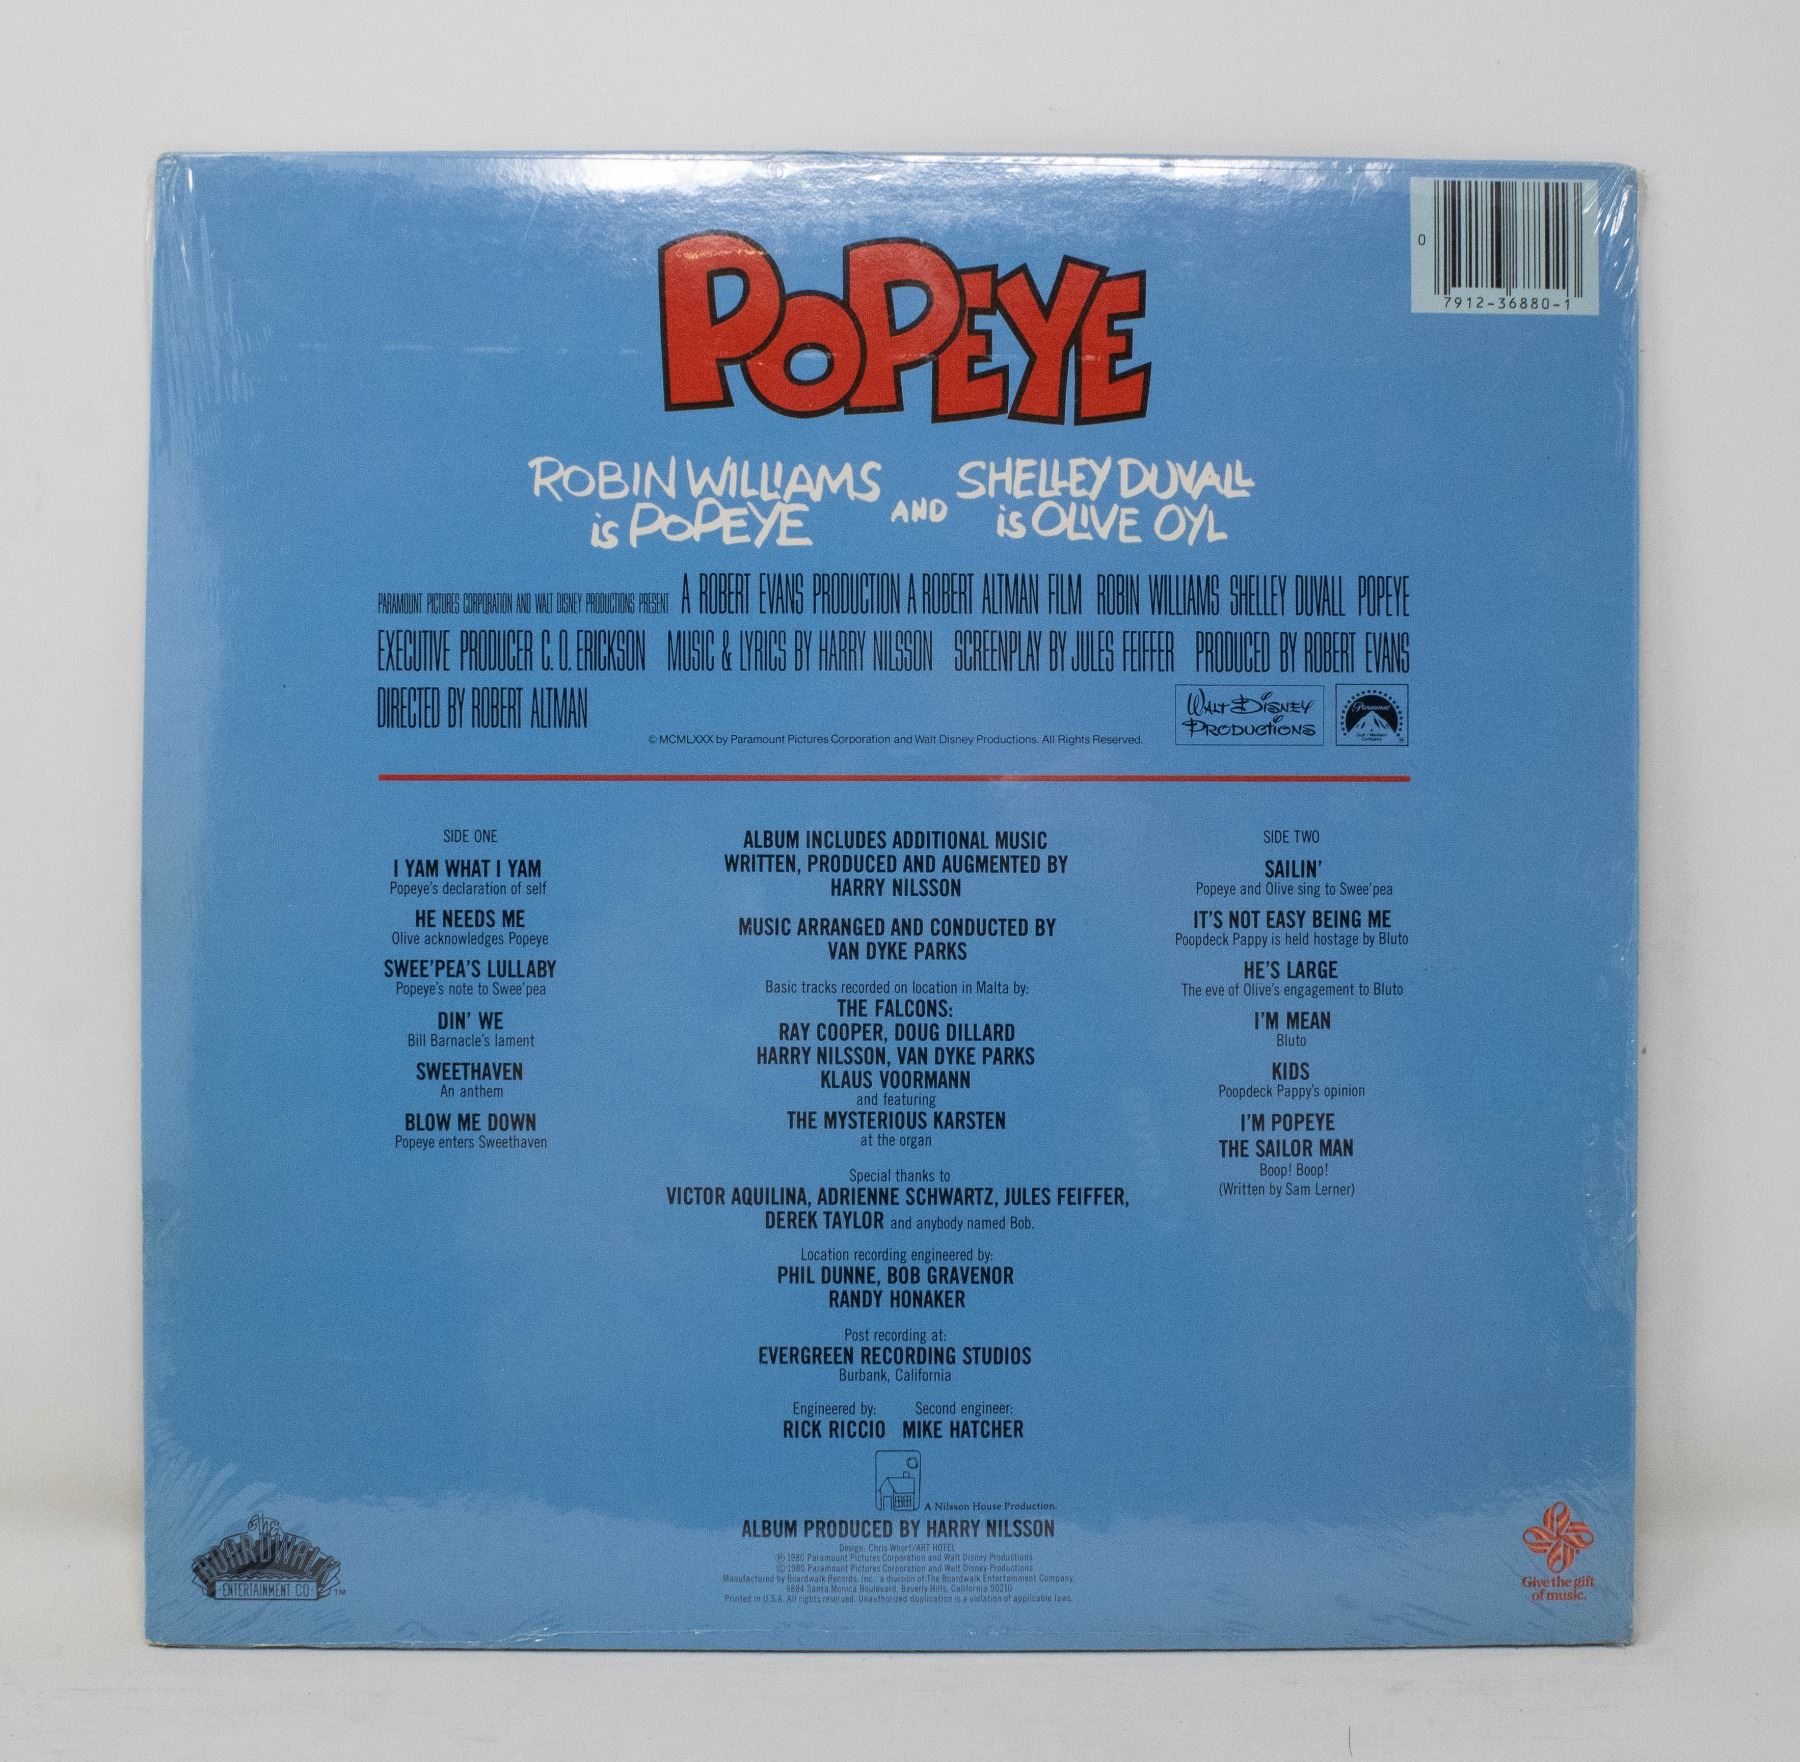 0
7912-36880-1
POPEYE
ROBIN WILLIAMS
is POPEYE
AND
SHELLEY DUVALL
is OLIVE OYL
PARAMOUNT PICTURES CORPORATION AND WALT DISNEY PRODUCTIONS PRESENT A ROBERT EVANS PRODUCTION A ROBERT ALTMAN FILM ROBIN WILLIAMS SHELLEY DUVALL POPEYE
EXECUTIVE PRODUCER C. O. ERICKSON MUSIC & LYRICS BY HARRY NILSSON SCREENPLAY BY JULES FEIFFER PRODUCED BY ROBERT EVANS
DIRECTED BY ROBERT ALTMAN
© MCMLXXX by Paramount Pictures Corporation and Walt Disney Productions. All Rights Reserved.
WALT DISNEY
PRODUCTIONS
Paramount
A Gulf + Western
Company
SIDE ONE
I YAM WHAT I YAM
Popeye's declaration of self
HE NEEDS ME
Olive acknowledges Popeye
SWEE'PEA'S LULLABY
Popeye's note to Swee'pea
DIN' WE
Bill Barnacle's lament
SWEETHAVEN
An anthem
BLOW ME DOWN
Popeye enters Sweethaven
ALBUM INCLUDES ADDITIONAL MUSIC
WRITTEN, PRODUCED AND AUGMENTED BY
HARRY NILSSON
MUSIC ARRANGED AND CONDUCTED BY
VAN DYKE PARKS
Basic tracks recorded on location in Malta by:
THE FALCONS:
RAY COOPER, DOUG DILLARD
HARRY NILSSON, VAN DYKE PARKS
KLAUS VOORMANN
and featuring
THE MYSTERIOUS KARSTEN
at the organ
Special thanks to
VICTOR AQUILINA, ADRIENNE SCHWARTZ, JULES FEIFFER,
DEREK TAYLOR and anybody named Bob.
Location recording engineered by:
PHIL DUNNE, BOB GRAVENOR
RANDY HONAKER
Post recording at:
EVERGREEN RECORDING STUDIOS
Burbank, California
Engineered by: Second engineer:
RICK RICCIO MIKE HATCHER
A Nilsson House Production.
ALBUM PRODUCED BY HARRY NILSSON
Design: Chris Whorf/ART HOTEL
℗ 1980 Paramount Pictures Corporation and Walt Disney Productions
© 1980 Paramount Pictures Corporation and Walt Disney Productions
Manufactured by Boardwalk Records, Inc., a division of The Boardwalk Entertainment Company,
9884 Santa Monica Boulevard, Beverly Hills, California 90210
Printed in U.S.A. All rights reserved. Unauthorized duplication is a violation of applicable laws.
SIDE TWO
SAILIN'
Popeye and Olive sing to Swee'pea
IT'S NOT EASY BEING ME
Poopdeck Pappy is held hostage by Bluto
HE'S LARGE
The eve of Olive's engagement to Bluto
I'M MEAN
Bluto
KIDS
Poopdeck Pappy's opinion
I'M POPEYE
THE SAILOR MAN
Boop! Boop!
(Written by Sam Lerner)
The
BOARDWALK
ENTERTAINMENT CO
TM
Give the gift
of music.